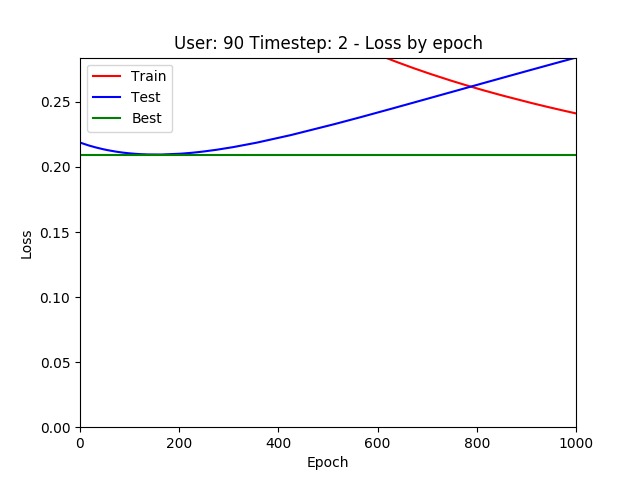 User: 90 Timestep: 2 - Loss by epoch
Train
Test
Best
0.25
0.20
0.15
0.10
0.05
0.00
Loss
0 200 400 600 800 1000
Epoch